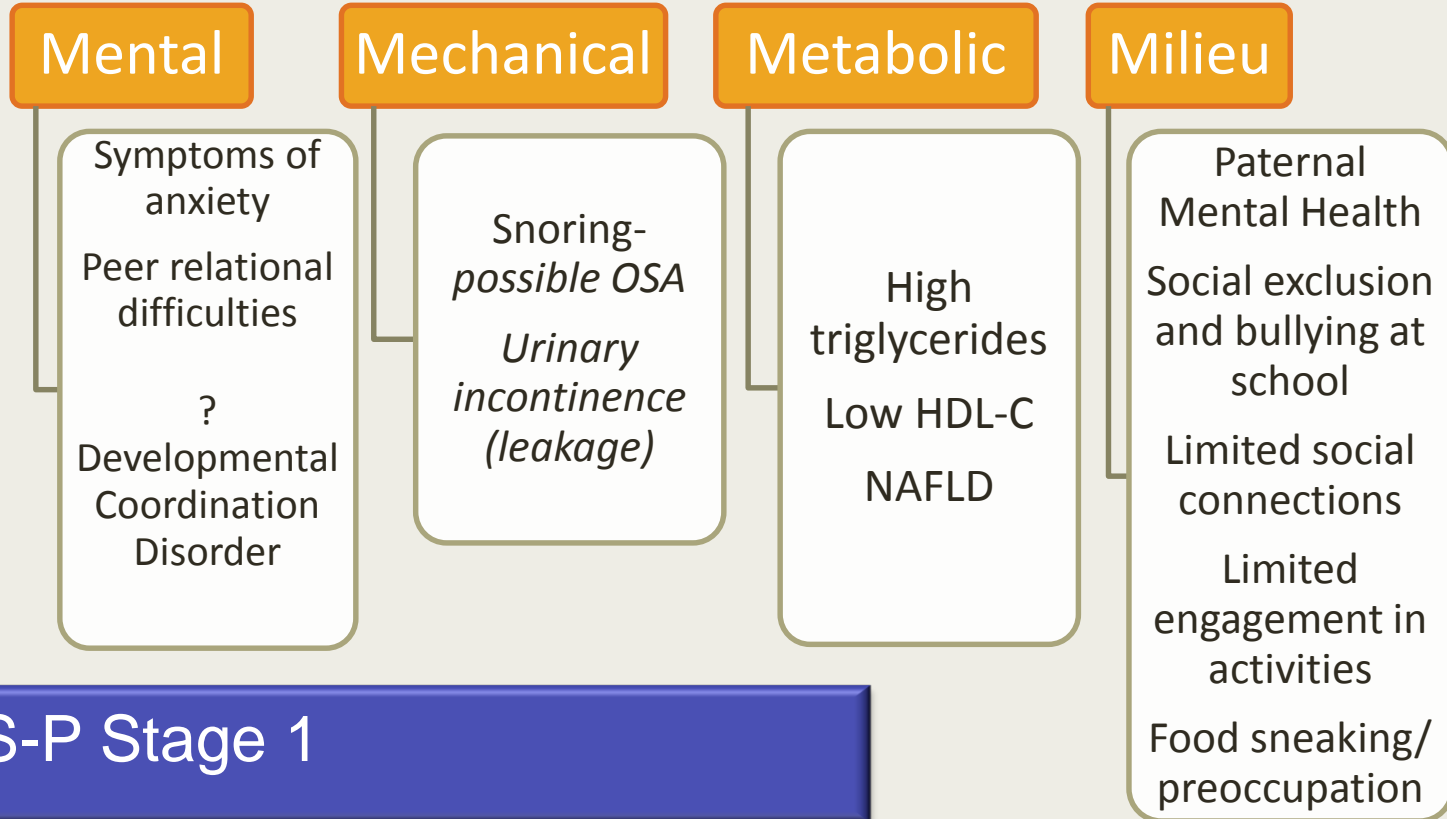 Mental
Symptoms of
anxiety
Peer relational
difficulties
?
Developmental
Coordination
Disorder
Mechanical
Snoring-
possible OSA
Urinary
incontinence
(leakage)
Metabolic
High
triglycerides
Low HDL-C
NAFLD
Milieu
Paternal
Mental Health
Social exclusion
and bullying at
school
Limited social
connections
Limited
engagement in
activities
Food sneaking/
preoccupation
S-P Stage 1